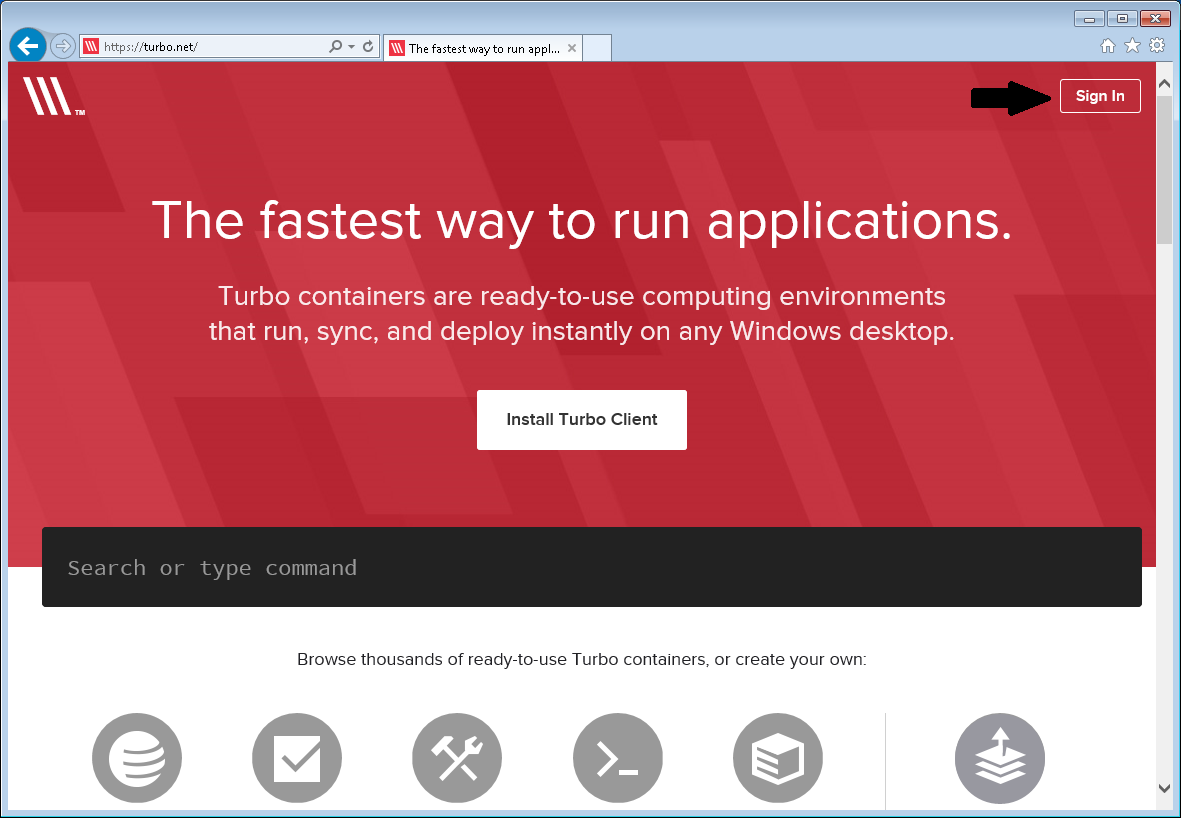 https://turbo.net/
The fastest way to run appl...
TM
Sign In
The fastest way to run applications.
Turbo containers are ready-to-use computing environments
that run, sync, and deploy instantly on any Windows desktop.
Install Turbo Client
Search or type command
Browse thousands of ready-to-use Turbo containers, or create your own: